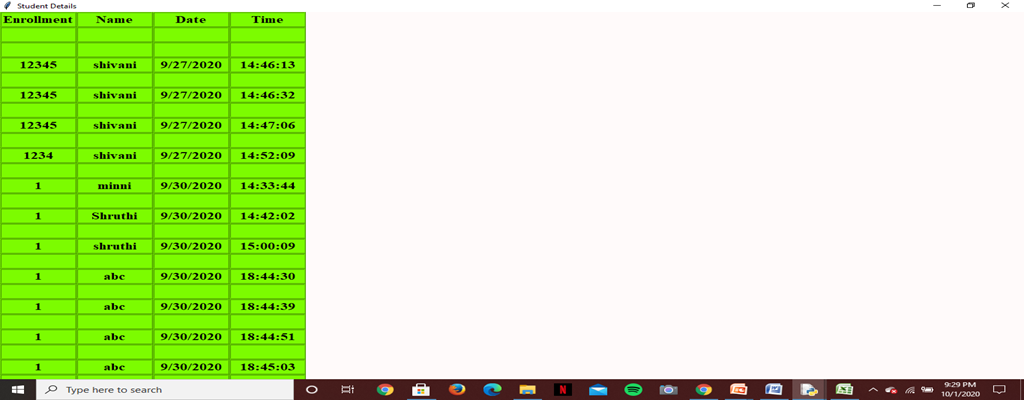 Student Details
Enrollment Name Date Time
12345 shivani 9/27/2020 14:46:13
12345 shivani 9/27/2020 14:46:32
12345 shivani 9/27/2020 14:47:06
1234 shivani 9/27/2020 14:52:09
1 minni 9/30/2020 14:33:44
1 Shruthi 9/30/2020 14:42:02
1 shruthi 9/30/2020 15:00:09
1 abc 9/30/2020 18:44:30
1 abc 9/30/2020 18:44:39
1 abc 9/30/2020 18:44:51
1 abc 9/30/2020 18:45:03
Type here to search
9:29 PM
10/1/2020